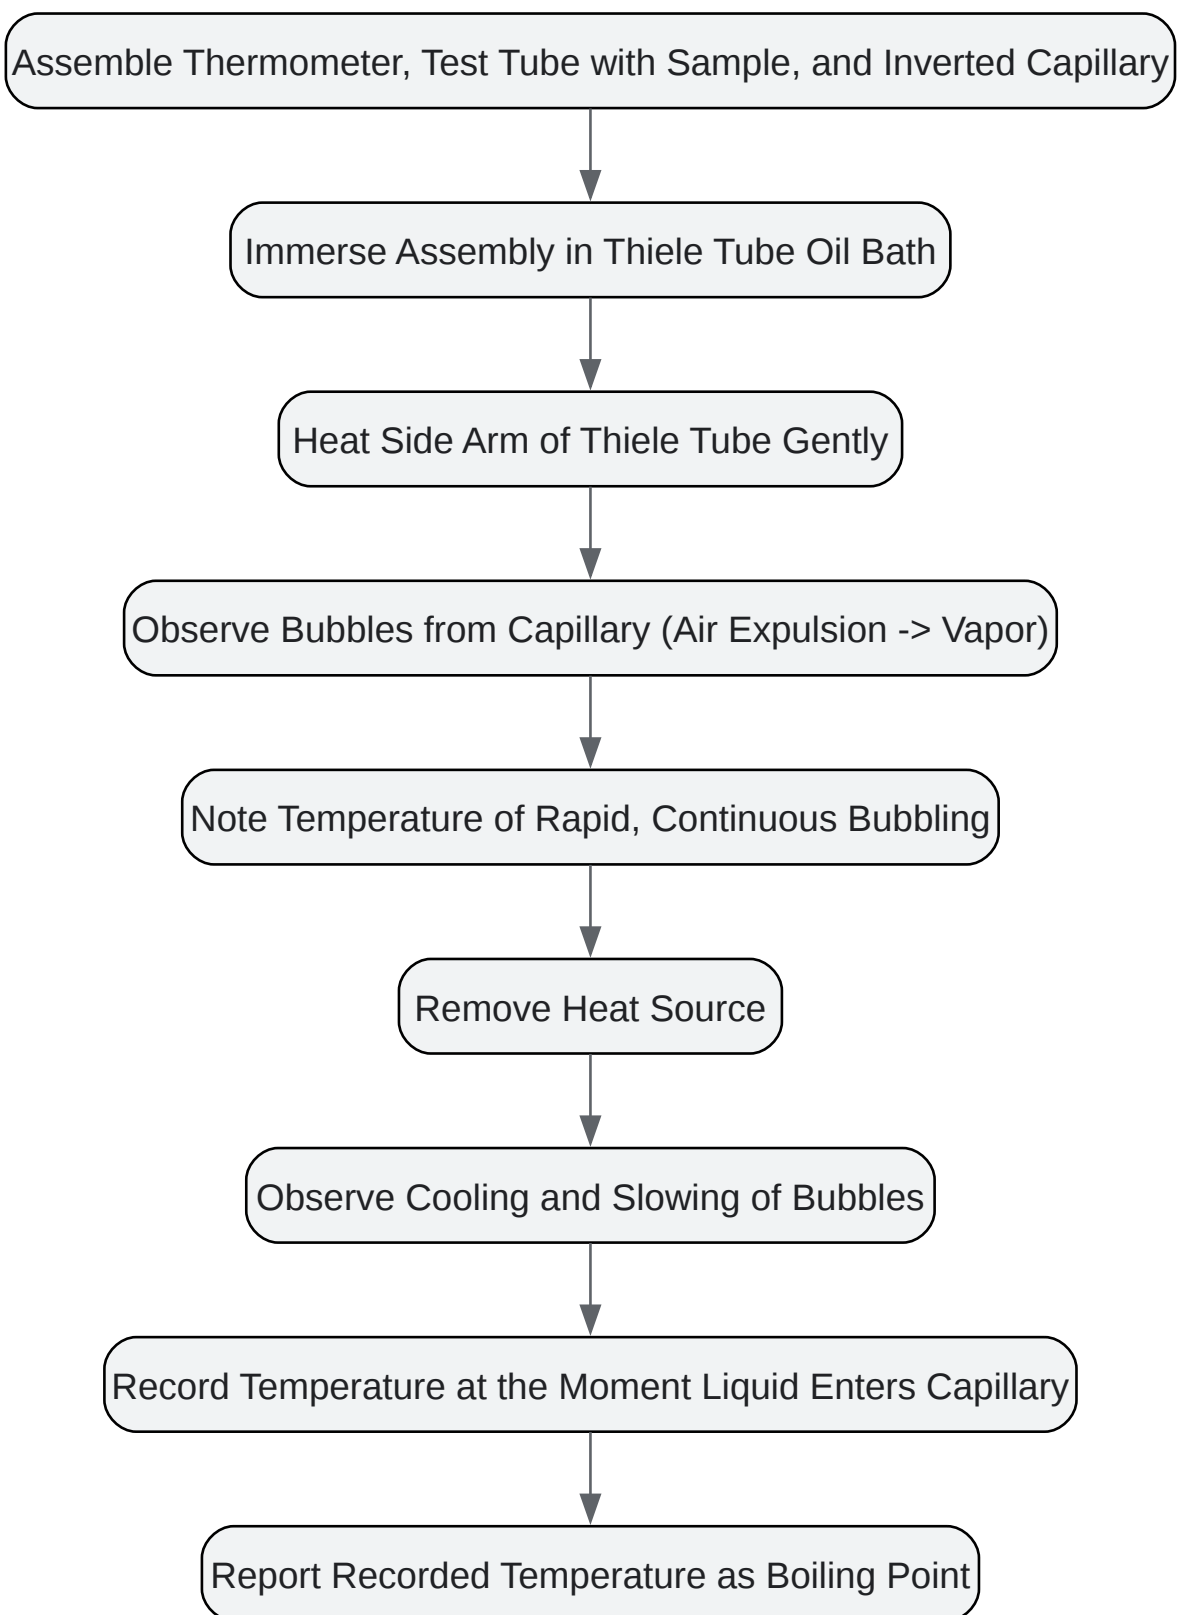 Assemble Thermometer, Test Tube with Sample, and Inverted Capillary
Immerse Assembly in Thiele Tube Oil Bath
Heat Side Arm of Thiele Tube Gently
Observe Bubbles from Capillary (Air Expulsion -> Vapor)
Note Temperature of Rapid, Continuous Bubbling
Remove Heat Source
Observe Cooling and Slowing of Bubbles
Record Temperature at the Moment Liquid Enters Capillary
Report Recorded Temperature as Boiling Point